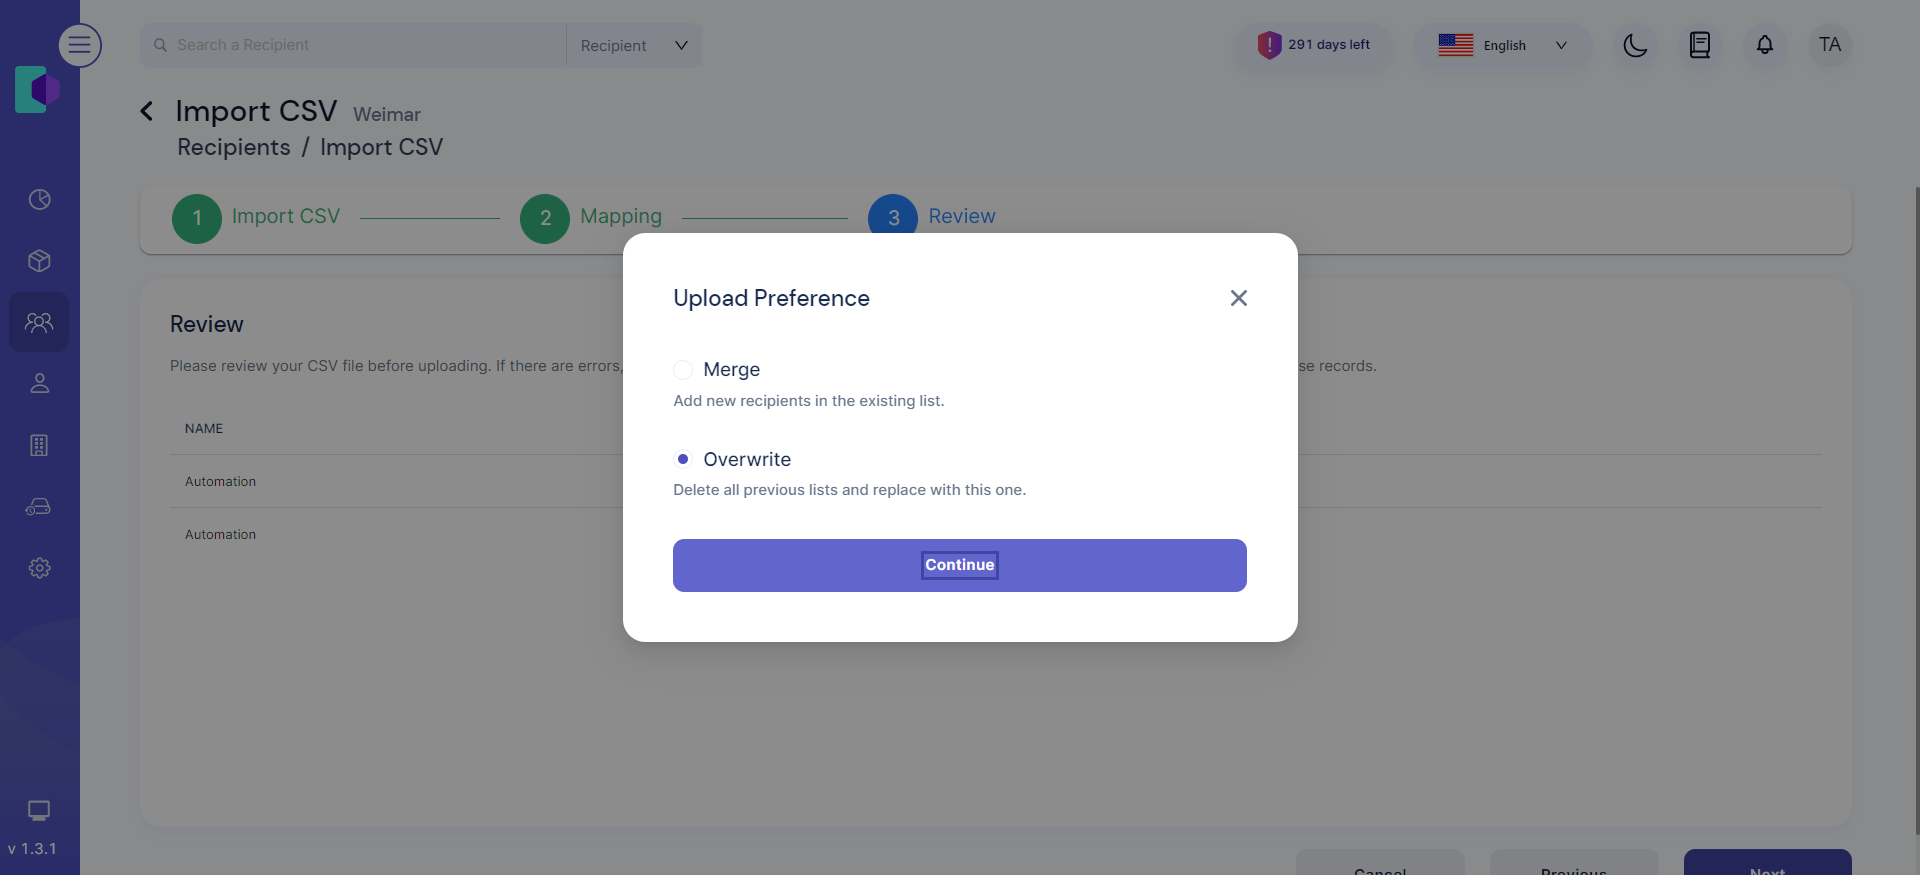 Search a Recipient
Recipient
291 days left
English
TA
Import CSV Weimar
Recipients / Import CSV
1 Import CSV
2 Mapping
3 Review
Upload Preference
Merge
Add new recipients in the existing list.
Overwrite
Delete all previous lists and replace with this one.
Continue
Review
Please review your CSV file before uploading. If there are errors,
se records.
NAME
Automation
Automation
Cancel
Previous
Next
v 1.3.1